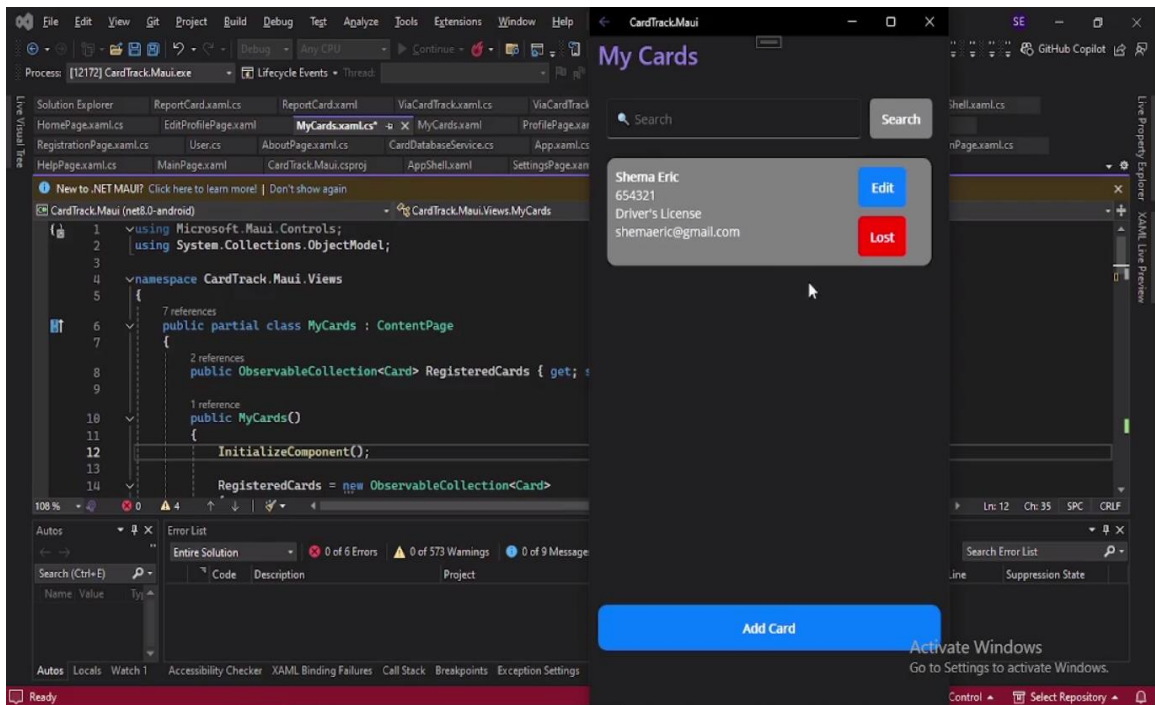 File Edit View Git Project Build Debug Test Analyze Tools Extensions Window Help
SE
Debug Any CPU Continue
GitHub Copilot
Process: [12172] CardTrack.Maui.exe Lifecycle Events Thread:
Solution Explorer ReportCard.xaml.cs ReportCard.xaml ViaCardTrack.xaml.cs ViaCardTrack
HomePage.xaml.cs EditProfilePage.xaml MyCards.xaml.cs* MyCards.xaml ProfilePage.xa
RegistrationPage.xaml.cs User.cs AboutPage.xaml.cs CardDatabaseService.cs App.xaml.cs
HelpPage.xaml.cs MainPage.xaml CardTrack.Maui.csproj AppShell.xaml SettingsPage.xam
hell.xaml.cs
nPage.xaml.cs
Live Visual Tree
Live Property Explorer
XAML Live Preview
New to .NET MAUI? Click here to learn more! | Don't show again
CardTrack.Maui (net8.0-android) CardTrack.Maui.Views.MyCards
1 using Microsoft.Maui.Controls;
2 using System.Collections.ObjectModel;
3
4 namespace CardTrack.Maui.Views
5 {
7 references
6 public partial class MyCards : ContentPage
7 {
2 references
8 public ObservableCollection<Card> RegisteredCards { get; s
9
1 reference
10 public MyCards()
11 {
12 InitializeComponent();
13
14 RegisteredCards = new ObservableCollection<Card>
108 % 0 4
Ln: 12 Ch: 35 SPC CRLF
Autos
Search (Ctrl+E)
Name Value Typ
Autos Locals Watch 1
Error List
Entire Solution 0 of 6 Errors 0 of 573 Warnings 0 of 9 Message
Search Error List
Code Description Project
Line Suppression State
Accessibility Checker XAML Binding Failures Call Stack Breakpoints Exception Settings
Ready
Control Select Repository
CardTrack.Maui
My Cards
Search Search
Shema Eric
654321
Driver's License
shemaeric@gmail.com
Edit
Lost
Add Card
Activate Windows
Go to Settings to activate Windows.